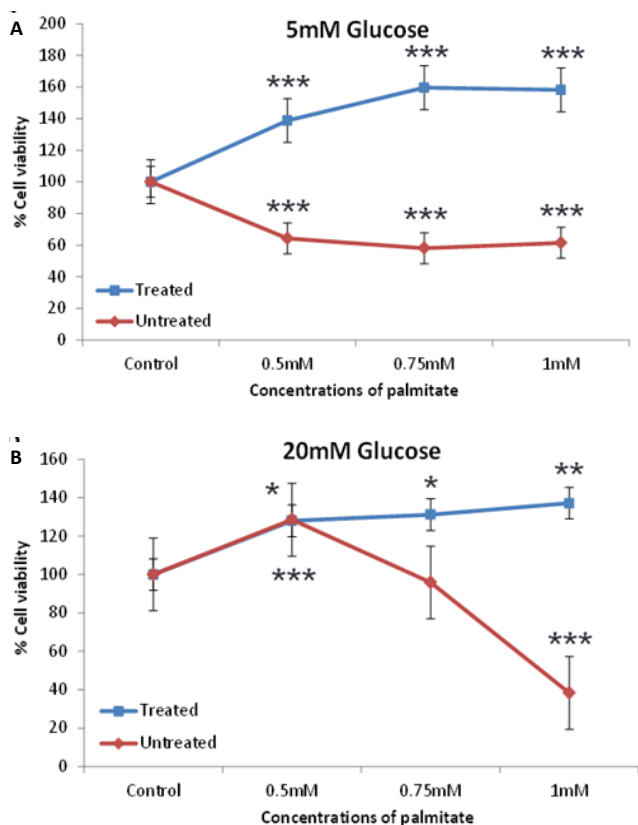 A
5mM Glucose
200
180
160
140
120
100
80
60
40
20
0
% Cell viability
*** *** ***
*** *** ***
Treated
Untreated
Control 0.5mM 0.75mM 1mM
Concentrations of palmitate
B
20mM Glucose
160
140
120
100
80
60
40
20
0
% Cell viability
* * **
***
***
Treated
Untreated
Control 0.5mM 0.75mM 1mM
Concentrations of palmitate